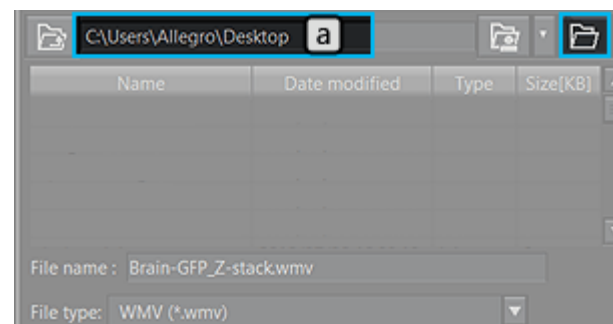 C\Users\Allegro\Desktop a
Name Date modified Type Size[KB]
File name : Brain-GFP_Z-stack.wmv
File type: WMV (*.wmv)